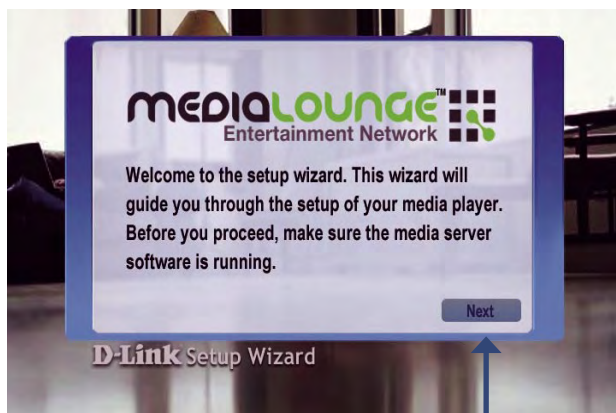 MEDIALOUNGE™
Entertainment Network
Welcome to the setup wizard. This wizard will
guide you through the setup of your media player.
Before you proceed, make sure the media server
software is running.
Next
D-Link Setup Wizard